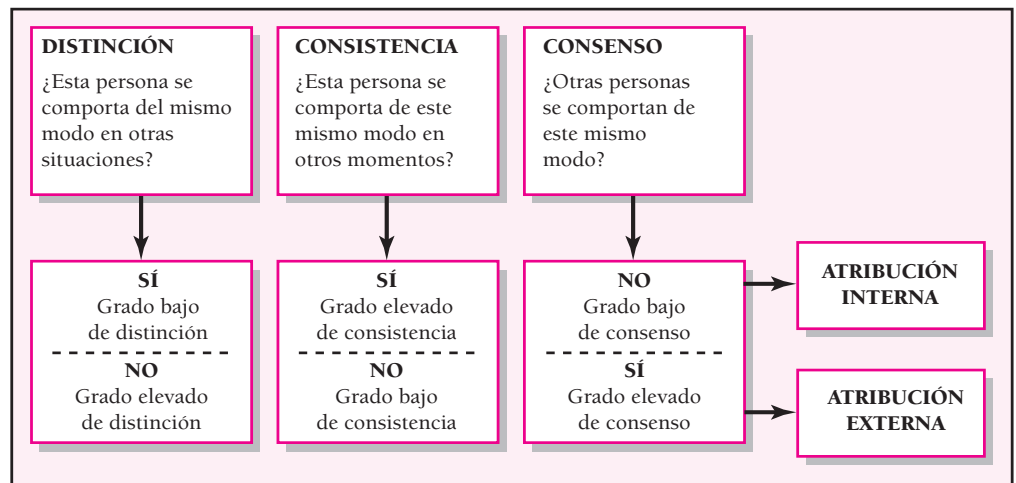 DISTINCIÓN
¿Esta persona se
comporta del mismo
modo en otras
situaciones?
CONSISTENCIA
¿Esta persona se
comporta de este
mismo modo en
otros momentos?
CONSENSO
¿Otras personas
se comportan de
este mismo
modo?
SÍ
Grado bajo
de distinción
NO
Grado elevado
de distinción
SÍ
Grado elevado
de consistencia
NO
Grado bajo
de consistencia
NO
Grado bajo
de consenso
SÍ
Grado elevado
de consenso
ATRIBUCIÓN
INTERNA
ATRIBUCIÓN
EXTERNA